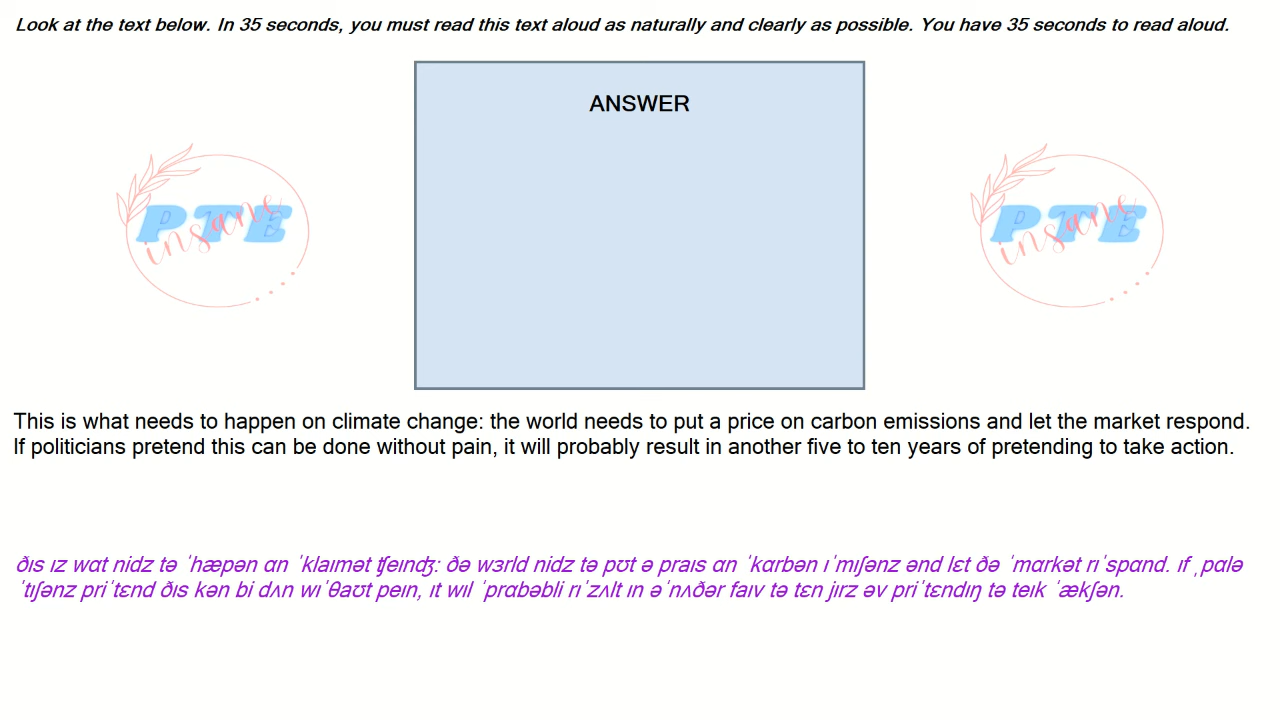 Look at the text below. In 35 seconds, you must read this text aloud as naturally and clearly as possible. You have 35 seconds to read aloud.
ANSWER
PTE
insane
PTE
insane
This is what needs to happen on climate change: the world needs to put a price on carbon emissions and let the market respond.
If politicians pretend this can be done without pain, it will probably result in another five to ten years of pretending to take action.
ðɪs ɪz wɑt nidz tə ˈhæpən ɑn ˈklaɪmət ʧeɪnʤ: ðə wɜrld nidz tə pʊt ə praɪs ɑn ˈkɑrbən ɪˈmɪʃənz ənd lɛt ðə ˈmɑrkət rɪˈspɑnd. ɪf ˌpɑlə
ˈtɪʃənz priˈtɛnd ðɪs kən bi dʌn wɪˈθaʊt peɪn, ɪt wɪl ˈprɑbəbli rɪˈzʌlt ɪn əˈnʌðər faɪv tə tɛn jɪrz əv priˈtɛndɪŋ tə teɪk ˈækʃən.